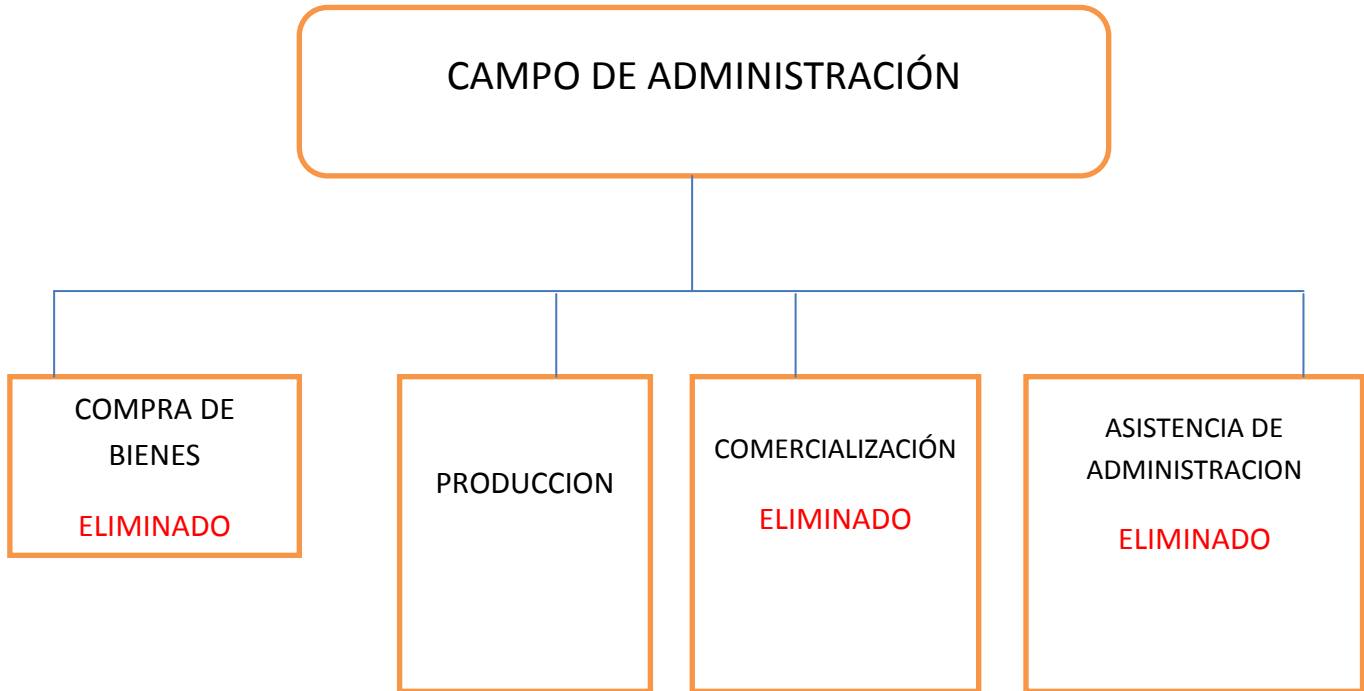 CAMPO DE ADMINISTRACIÓN
COMPRA DE
BIENES
ELIMINADO
PRODUCCION
COMERCIALIZACIÓN
ELIMINADO
ASISTENCIA DE
ADMINISTRACION
ELIMINADO